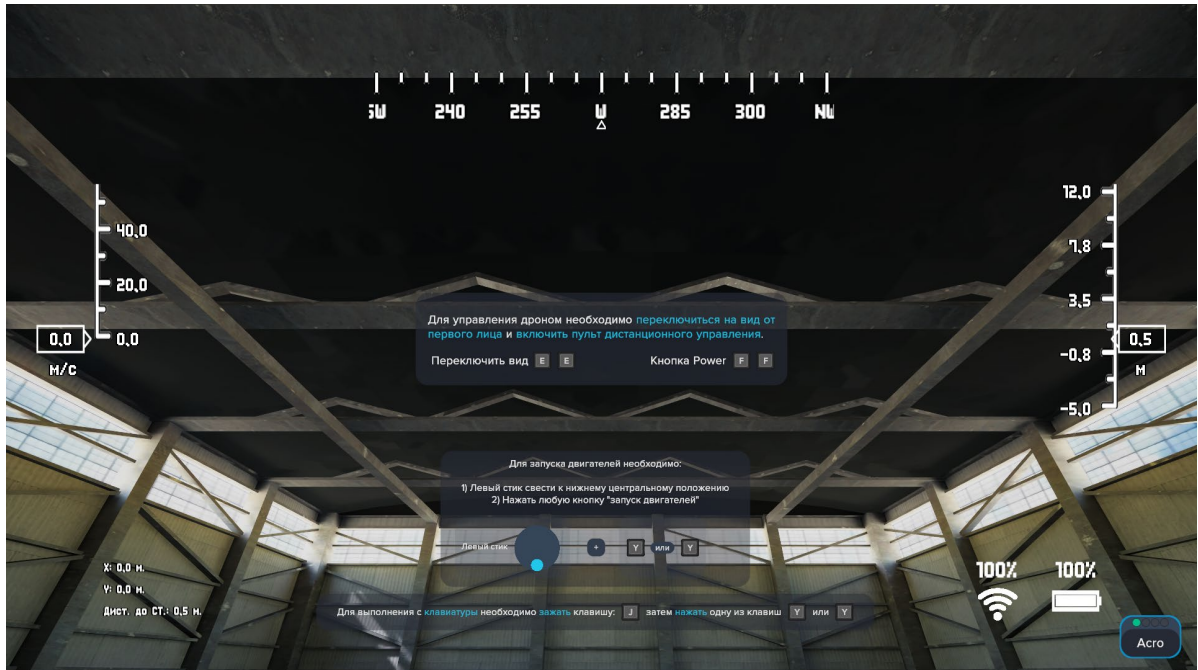 SW 240 255 W 285 300 NW
12,0
40,0
7,8
20,0
3,5
Для управления дроном необходимо переключиться на вид от
первого лица и включить пульт дистанционного управления.
0,0 0,0
0,5
-0,8
Переключить вид E E Кнопка Power F F
М/С
М
-5,0
Для запуска двигателей необходимо:
1) Левый стик свести к нижнему центральному положению
2) Нажать любую кнопку "запуск двигателей"
Левый стик + Y или Y
X: 0,0 м.
Y: 0,0 м.
Дист. до СТ.: 0,5 м.
100% 100%
Для выполнения с клавиатуры необходимо зажать клавишу: J затем нажать одну из клавиш Y или Y
Acro